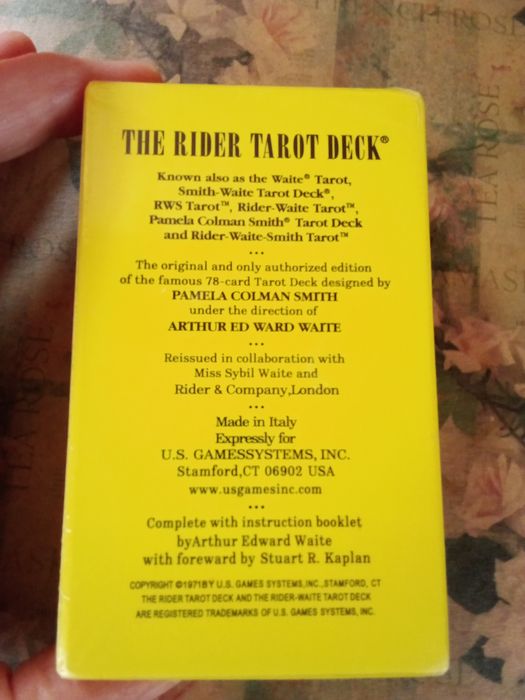 THE RIDER TAROT DECK®
Known also as the Waite® Tarot,
Smith-Waite Tarot Deck®,
RWS Tarot™, Rider-Waite Tarot™,
Pamela Colman Smith® Tarot Deck
and Rider-Waite-Smith Tarot™
...
The original and only authorized edition
of the famous 78-card Tarot Deck designed by
PAMELA COLMAN SMITH
under the direction of
ARTHUR ED WARD WAITE
...
Reissued in collaboration with
Miss Sybil Waite and
Rider & Company,London
...
Made in Italy
Expressly for
U.S. GAMESSYSTEMS, INC.
Stamford,CT 06902 USA
www.usgamesinc.com
...
Complete with instruction booklet
byArthur Edward Waite
with foreward by Stuart R. Kaplan
COPYRIGHT ©1971BY U.S. GAMES SYSTEMS,INC.,STAMFORD, CT
THE RIDER TAROT DECK AND THE RIDER-WAITE TAROT DECK
ARE REGISTERED TRADEMARKS OF U.S. GAMES SYSTEMS, INC.
FRENCH ROSE
TEA ROSE
TEA ROSE